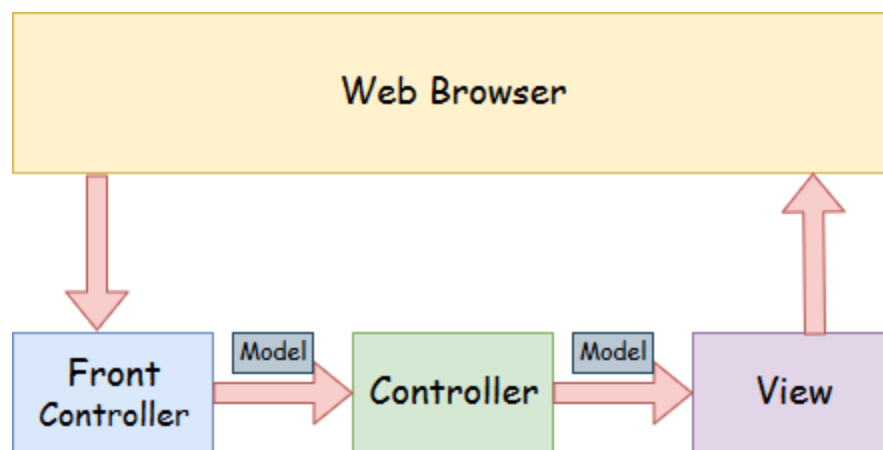 Web Browser
Model
Model
Front
Controller
Controller
View